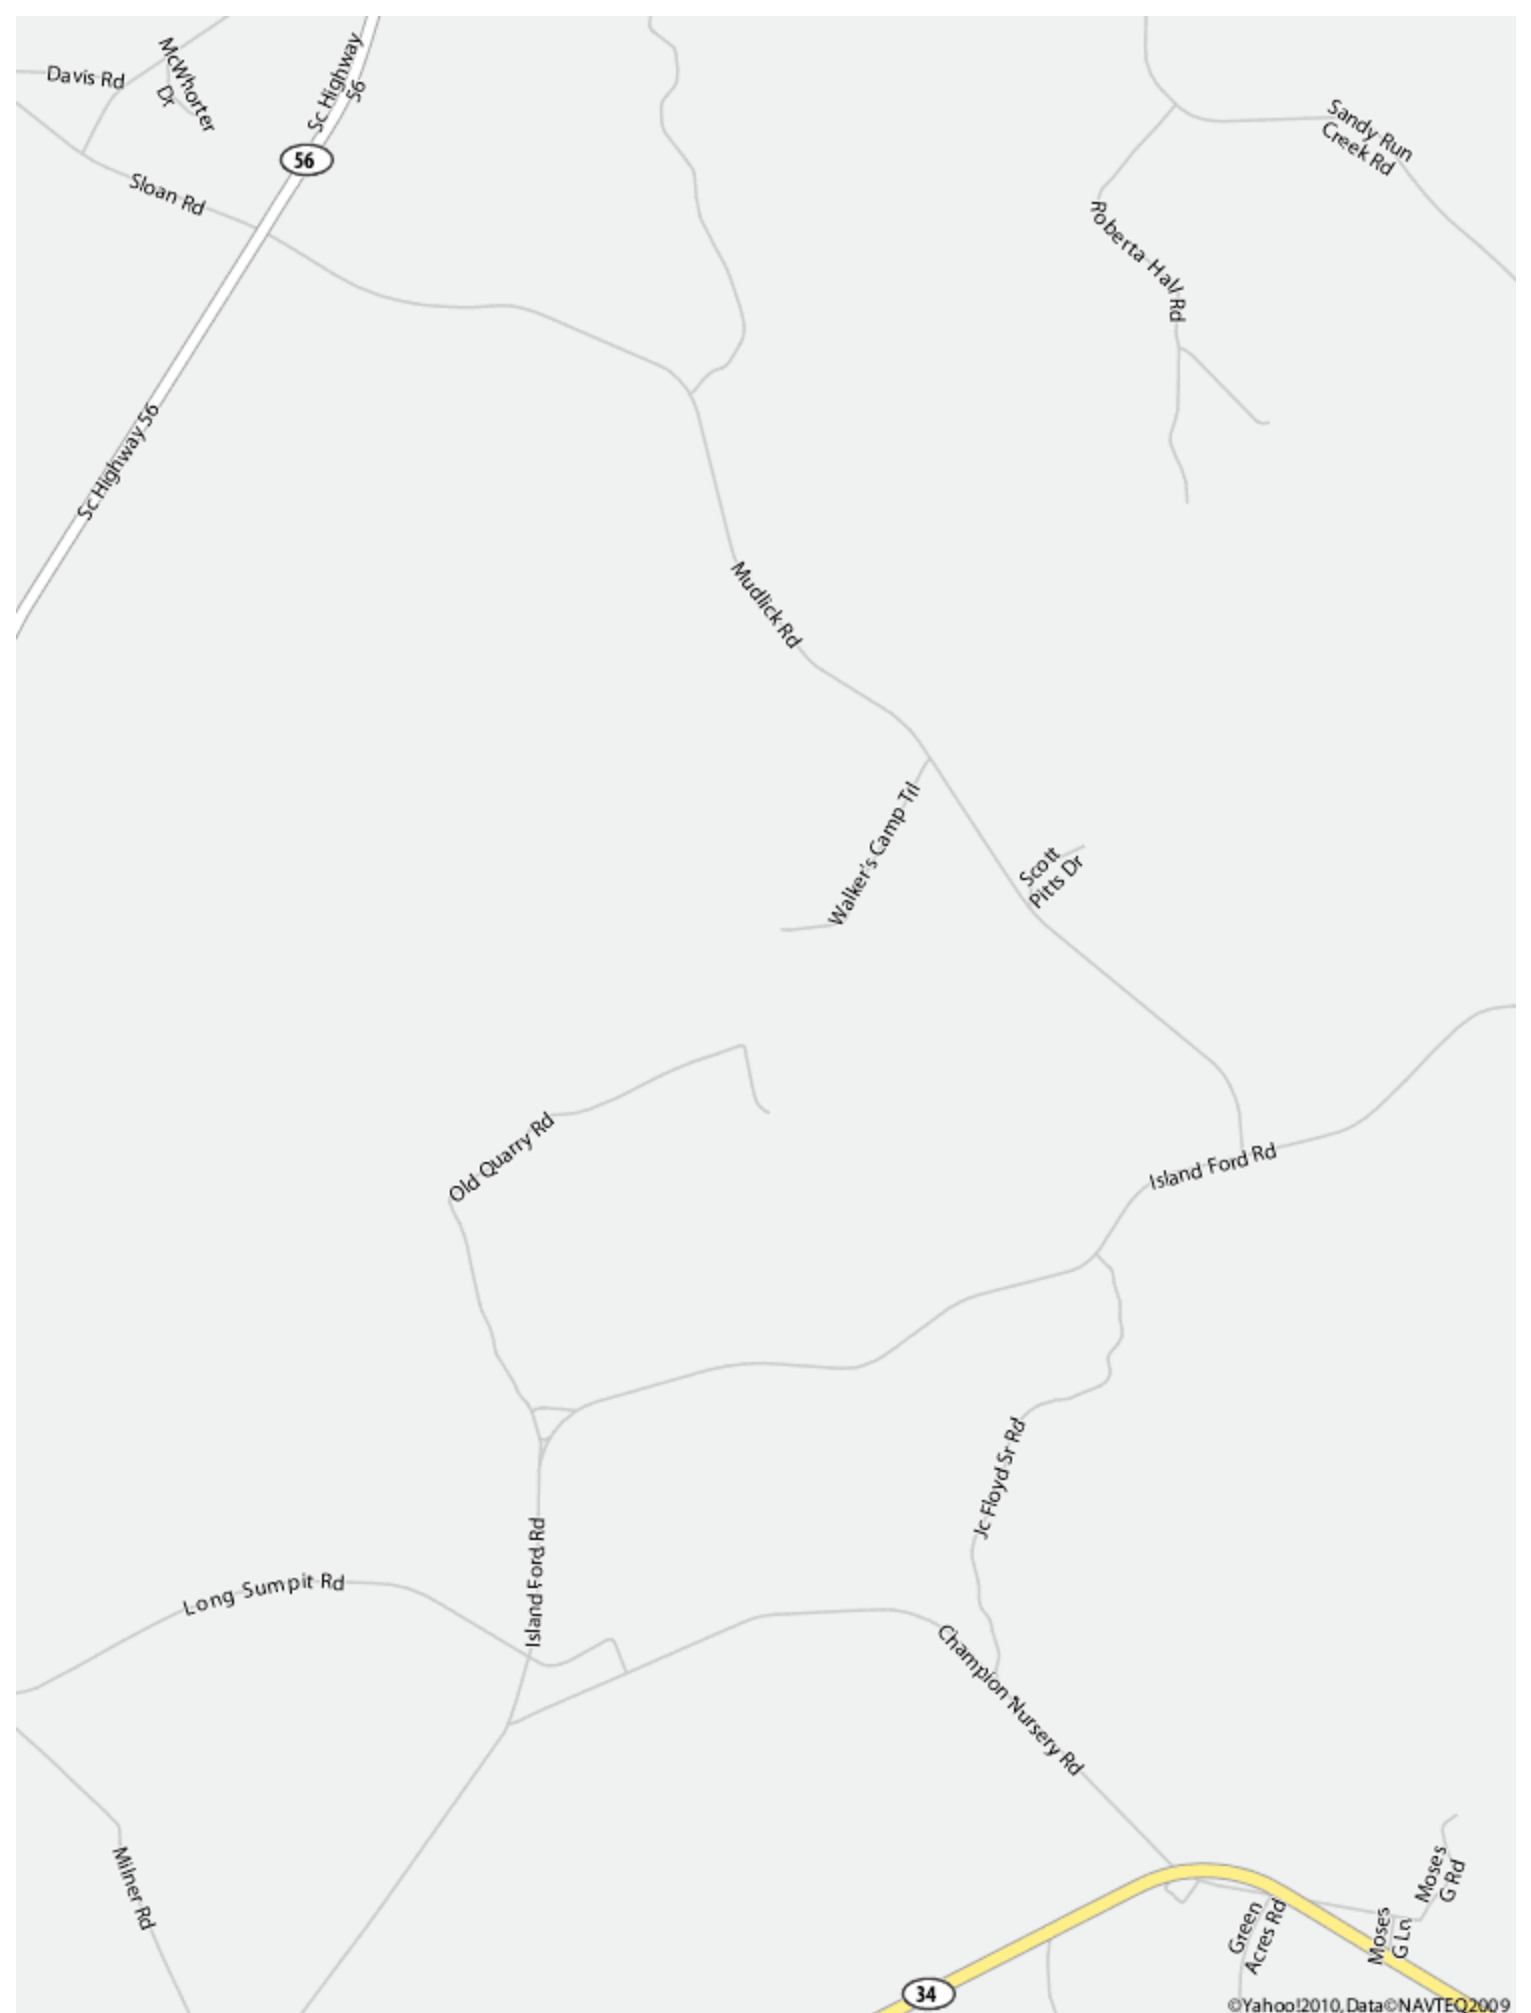 McWhorter
Dr
Davis Rd
Sc Highway
56
56
Sloan Rd
Sandy Run
Creek Rd
Roberta Hall Rd
Sc Highway 56
Mudlick Rd
Walker's Camp Trl
Scott
Pitts Dr
Old Quarry Rd
Island Ford Rd
Jc Floyd Sr Rd
Island Ford Rd
Long Sumpit Rd
Champion Nursery Rd
Milner Rd
Moses
G Rd
Green
Acres Rd
Moses
G Ln
34
©Yahoo!2010, Data©NAVTEQ2009